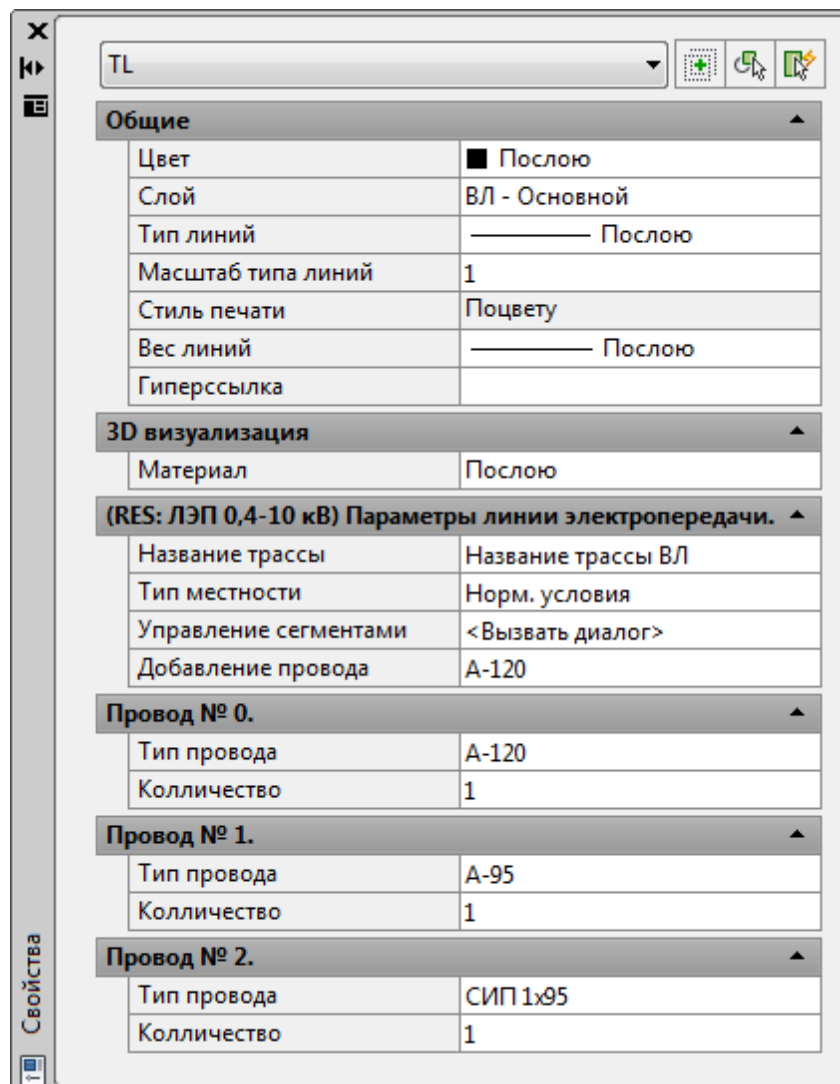 TL
Общие
Цвет Послою
Слой ВЛ - Основной
Тип линий Послою
Масштаб типа линий 1
Стиль печати Поцвету
Вес линий Послою
Гиперссылка
3D визуализация
Материал Послою
(RES: ЛЭП 0,4-10 кВ) Параметры линии электропередачи.
Название трассы Название трассы ВЛ
Тип местности Норм. условия
Управление сегментами <Вызвать диалог>
Добавление провода А-120
Провод № 0.
Тип провода А-120
Колличество 1
Провод № 1.
Тип провода А-95
Колличество 1
Провод № 2.
Тип провода СИП 1х95
Колличество 1
Свойства